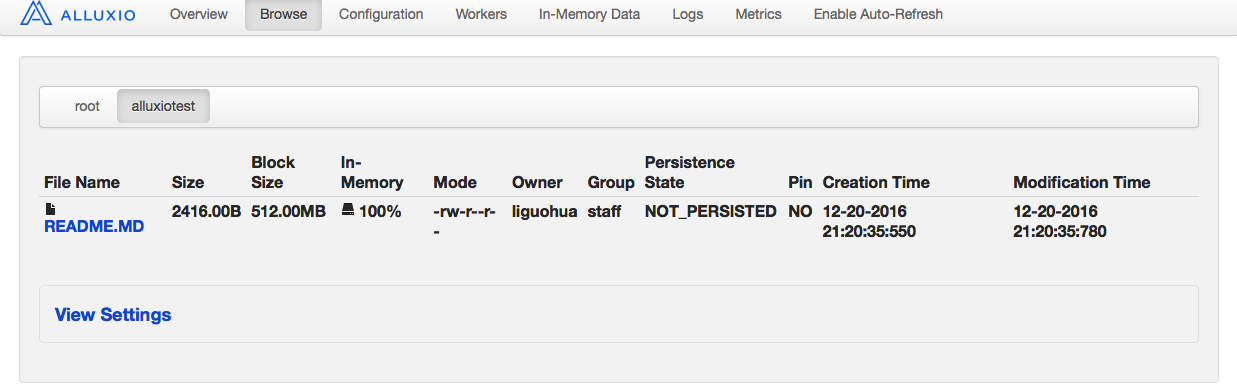 ALLUXIO Overview Browse Configuration Workers In-Memory Data Logs Metrics Enable Auto-Refresh
root alluxiotest
File Name Size Block Size In-Memory Mode Owner Group Persistence State Pin Creation Time Modification Time
README.MD 2416.00B 512.00MB 100% -rw-r--r-- liguohua staff NOT_PERSISTED NO 12-20-2016 21:20:35:550 12-20-2016 21:20:35:780
View Settings